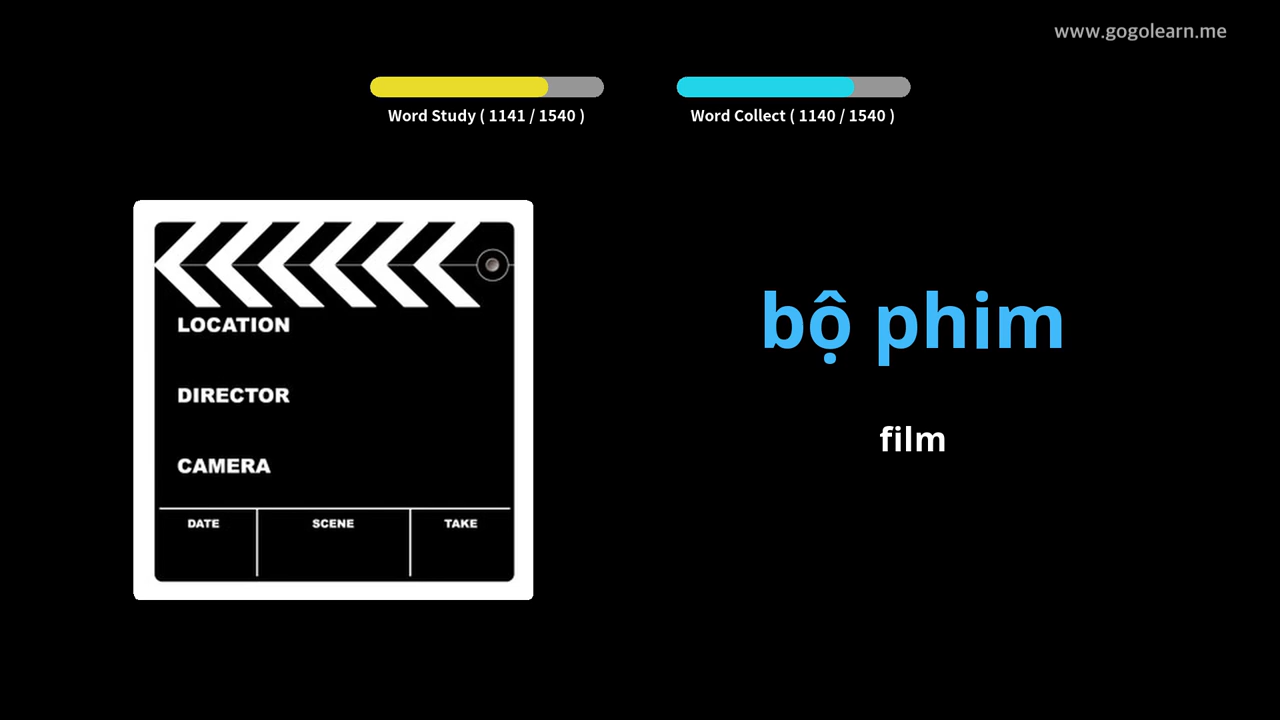 www.gogolearn.me
Word Study ( 1141 / 1540 )
Word Collect ( 1140 / 1540 )
LOCATION
DIRECTOR
CAMERA
DATE
SCENE
TAKE
bộ phim
film